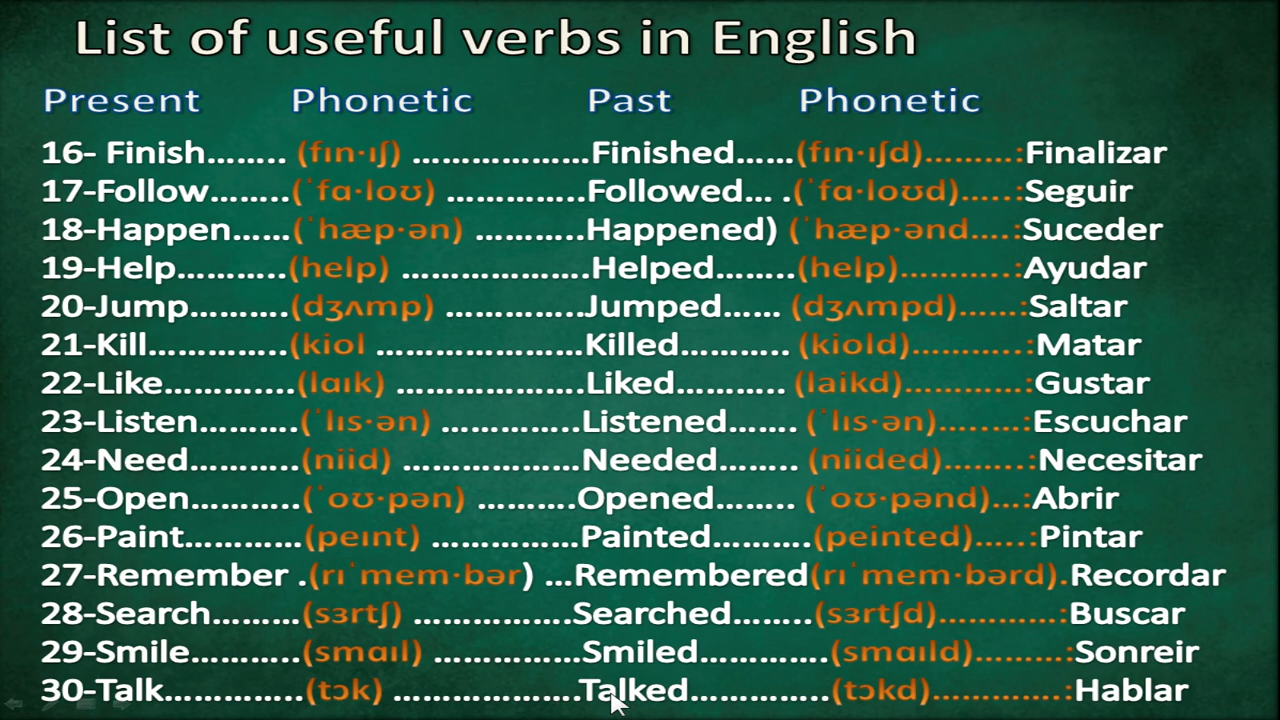 List of useful verbs in English
Present Phonetic Past Phonetic
16- Finish........ (fɪn·ɪʃ) ..................Finished......(fɪn·ɪʃd).........:Finalizar
17-Follow........(ˈfɑ·loʊ) ..............Followed... .(ˈfɑ·loʊd)......:Seguir
18-Happen......(ˈhæp·ən) ...........Happened) (ˈhæp·ənd....:Suceder
19-Help...........(help) ...................Helped........(help)............:Ayudar
20-Jump..........(dʒʌmp) ..............Jumped...... (dʒʌmpd)......:Saltar
21-Kill..............(kiol .....................Killed........... (kiold)............:Matar
22-Like.............(lɑɪk) ...................Liked........... (laikd)............:Gustar
23-Listen..........(ˈlɪs·ən) ..............Listened....... (ˈlɪs·ən).........:Escuchar
24-Need...........(niid) ..................Needed........ (niided).........:Necesitar
25-Open...........(ˈoʊ·pən) ..........Opened........ (ˈoʊ·pənd)...:Abrir
26-Paint............(peɪnt) ...............Painted..........(peinted).....:Pintar
27-Remember .(rɪˈmem·bər) ...Remembered(rɪˈmem·bərd).Recordar
28-Search.........(sɜrtʃ) ................Searched........(sɜrtʃd)............:Buscar
29-Smile...........(smɑɪl) ...............Smiled.............(smɑɪld).........:Sonreir
30-Talk..............(tɔk) ...................Talked..............(tɔkd).............:Hablar